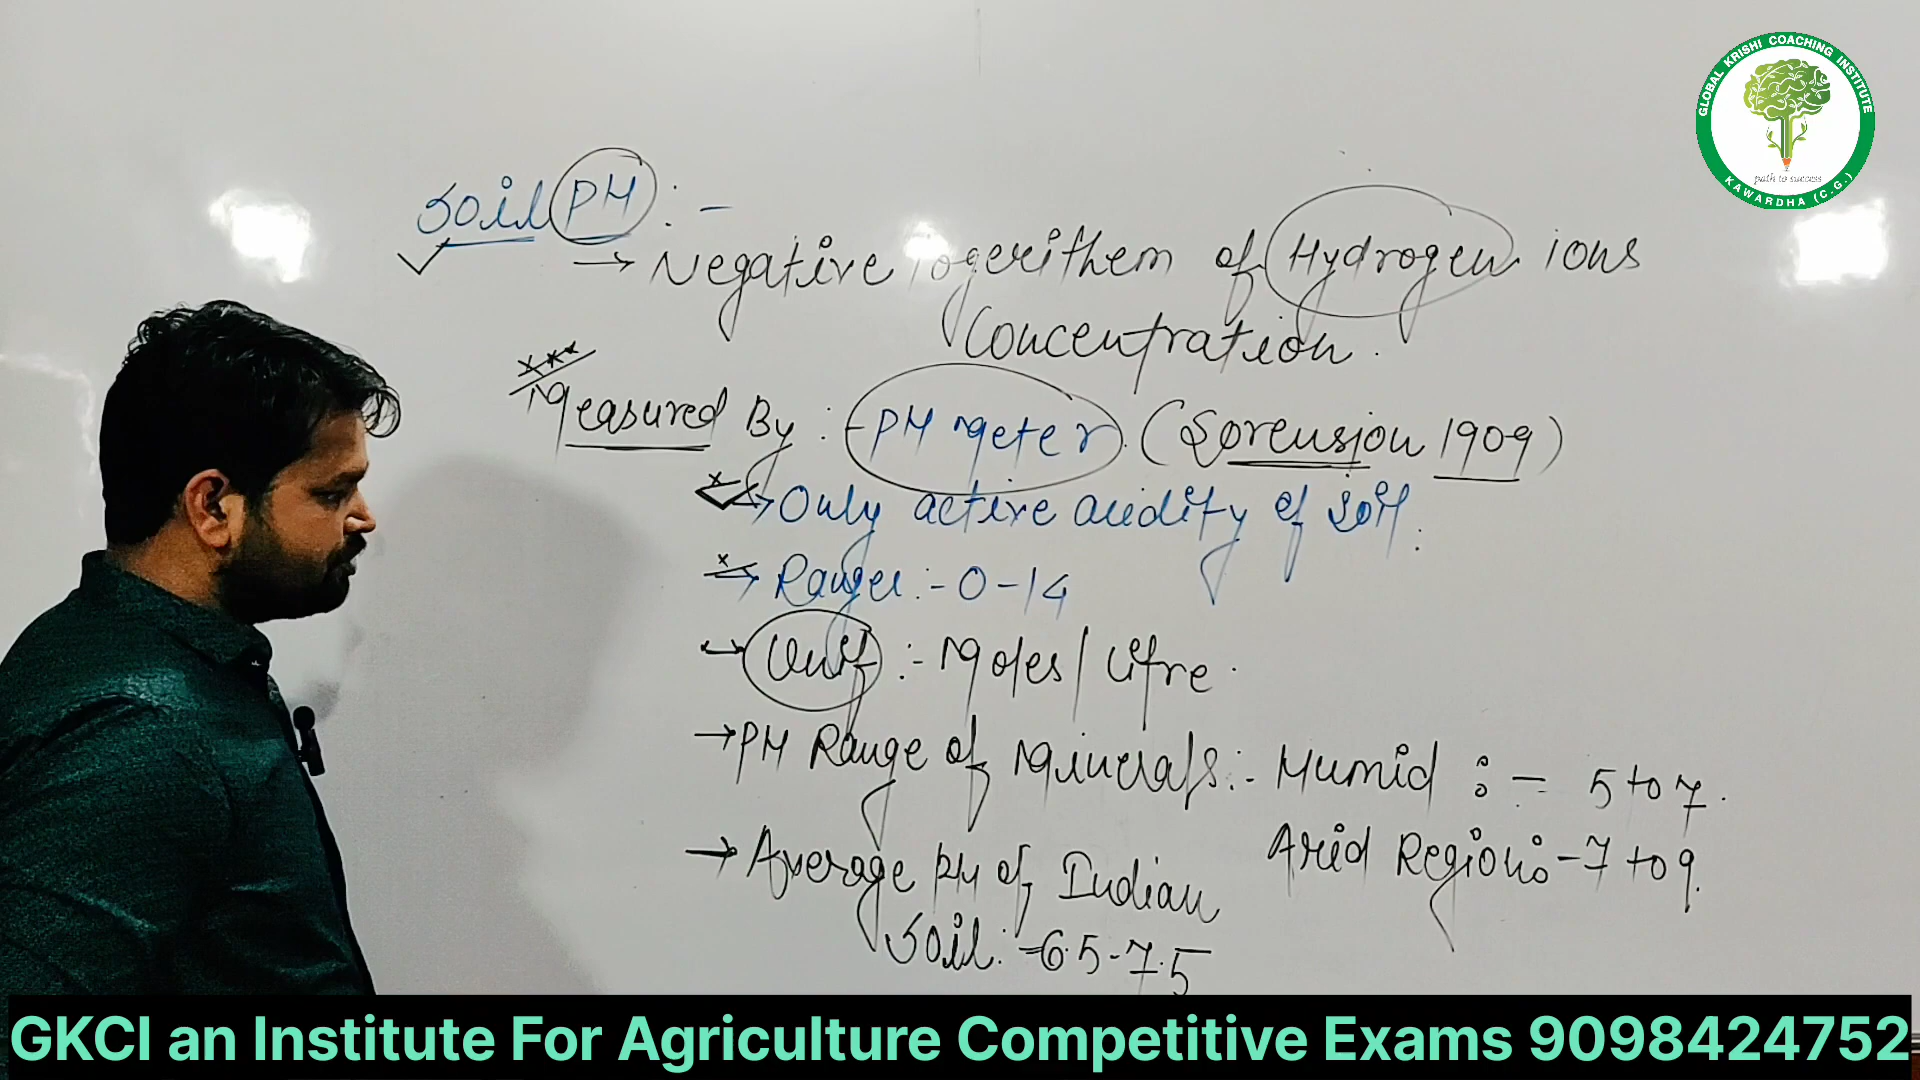 GLOBAL KRISHI COACHING INSTITUTE
path to success
KAWARDHA (C.G.)
Soil PH :-
→ Negative logerithem of Hydrogen ions
Concentration.
Measured By :- PH meter (Sorension 1909)
→ Only active acidity of soil.
→ Ranges :- 0-14
→ Unit :- Moles / litre.
→ PH Range of Minerals :- Humid :- 5 to 7.
Arid Region :- 7 to 9.
→ Average PH of Indian
Soil :- 6.5-7.5
GKCI an Institute For Agriculture Competitive Exams 9098424752